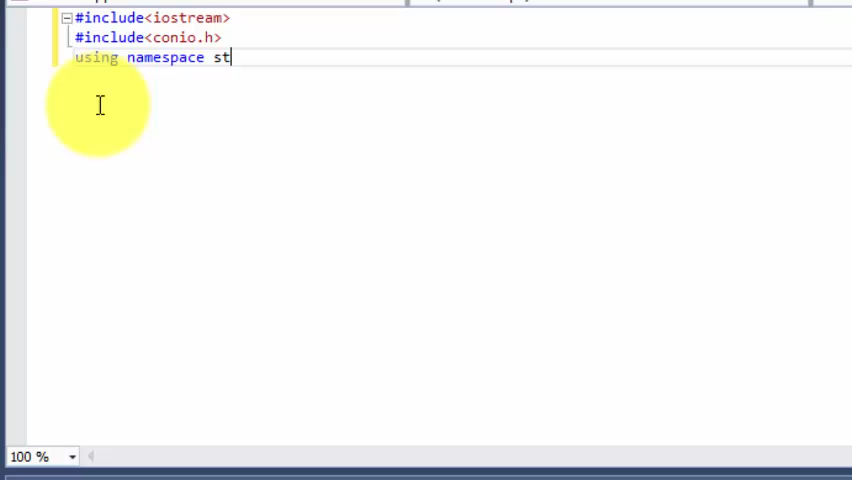 #include<iostream>
#include<conio.h>
using namespace st
100 %